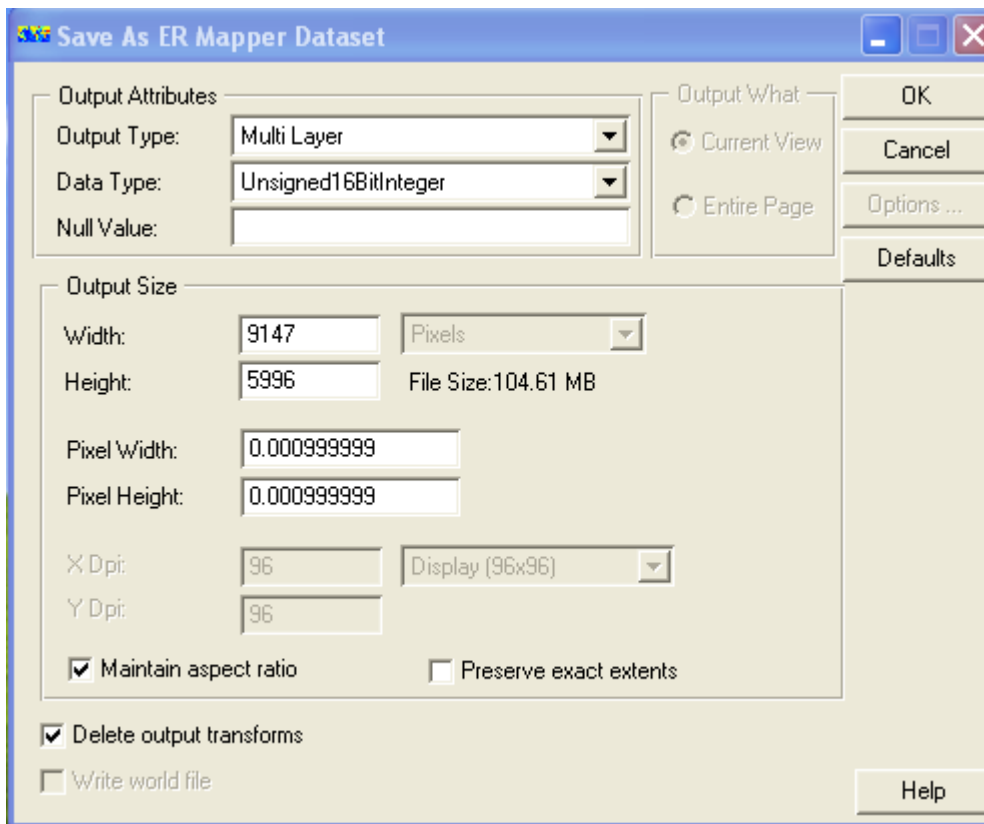 Save As ER Mapper Dataset
Output Attributes
Output Type:
Multi Layer
Data Type:
Unsigned16BitInteger
Null Value:
Output What
Current View
Entire Page
OK
Cancel
Options ...
Defaults
Output Size
Width:
9147
Pixels
Height:
5996
File Size:104.61 MB
Pixel Width:
0.000999999
Pixel Height:
0.000999999
X Dpi:
96
Display (96x96)
Y Dpi:
96
Maintain aspect ratio
Preserve exact extents
Delete output transforms
Write world file
Help